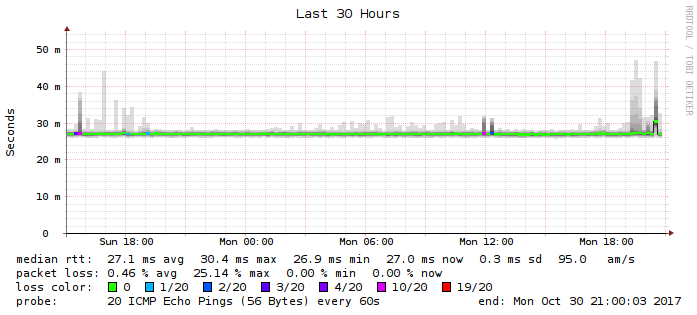 Last 30 Hours
RRDTOOL / TOBI OETIKER
Seconds
50 m
40 m
30 m
20 m
10 m
0
Sun 18:00 Mon 00:00 Mon 06:00 Mon 12:00 Mon 18:00
median rtt: 27.1 ms avg 30.4 ms max 26.9 ms min 27.0 ms now 0.3 ms sd 95.0 am/s
packet loss: 0.46 % avg 25.14 % max 0.00 % min 0.00 % now
loss color: 0 1/20 2/20 3/20 4/20 10/20 19/20
probe: 20 ICMP Echo Pings (56 Bytes) every 60s end: Mon Oct 30 21:00:03 2017